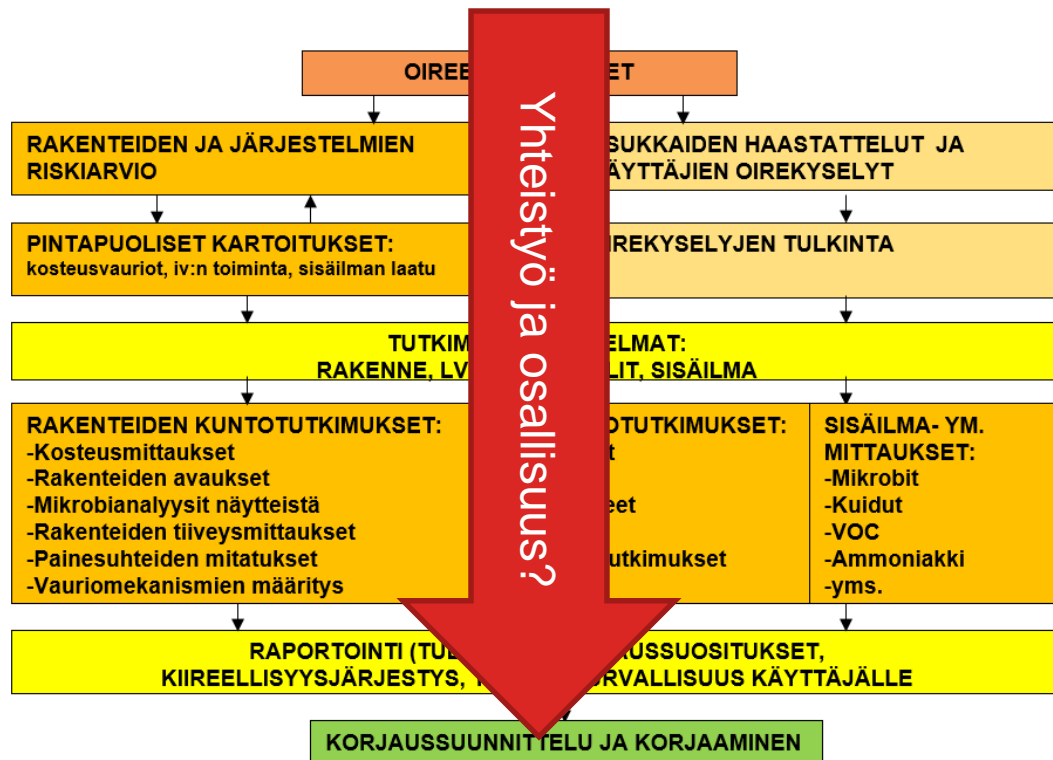 OIREE ET
RAKENTEIDEN JA JÄRJESTELMIEN
RISKIARVIO
SUKKAIDEN HAASTATTELUT JA
ÄYTTÄJIEN OIREKYSELYT
PINTAPUOLISET KARTOITUKSET:
kosteusvauriot, iv:n toiminta, sisäilman laatu
IREKYSELYJEN TULKINTA
TUTKIM ELMAT:
RAKENNE, LV LIT, SISÄILMA
RAKENTEIDEN KUNTOTUTKIMUKSET:
-Kosteusmittaukset
-Rakenteiden avaukset
-Mikrobianalyysit näytteistä
-Rakenteiden tiiveysmittaukset
-Painesuhteiden mitatukset
-Vauriomekanismien määritys
OTUTKIMUKSET:
t
eet
utkimukset
SISÄILMA- YM.
MITTAUKSET:
-Mikrobit
-Kuidut
-VOC
-Ammoniakki
-yms.
RAPORTOINTI (TUL AUSSUOSITUKSET,
KIIREELLISYYSJÄRJESTYS, T RVALLISUUS KÄYTTÄJÄLLE
KORJAUSSUUNNITTELU JA KORJAAMINEN
Yhteistyö ja osallisuus?